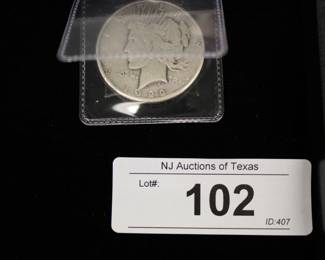 NJ Auctions of Texas
Lot#:
102
ID:407